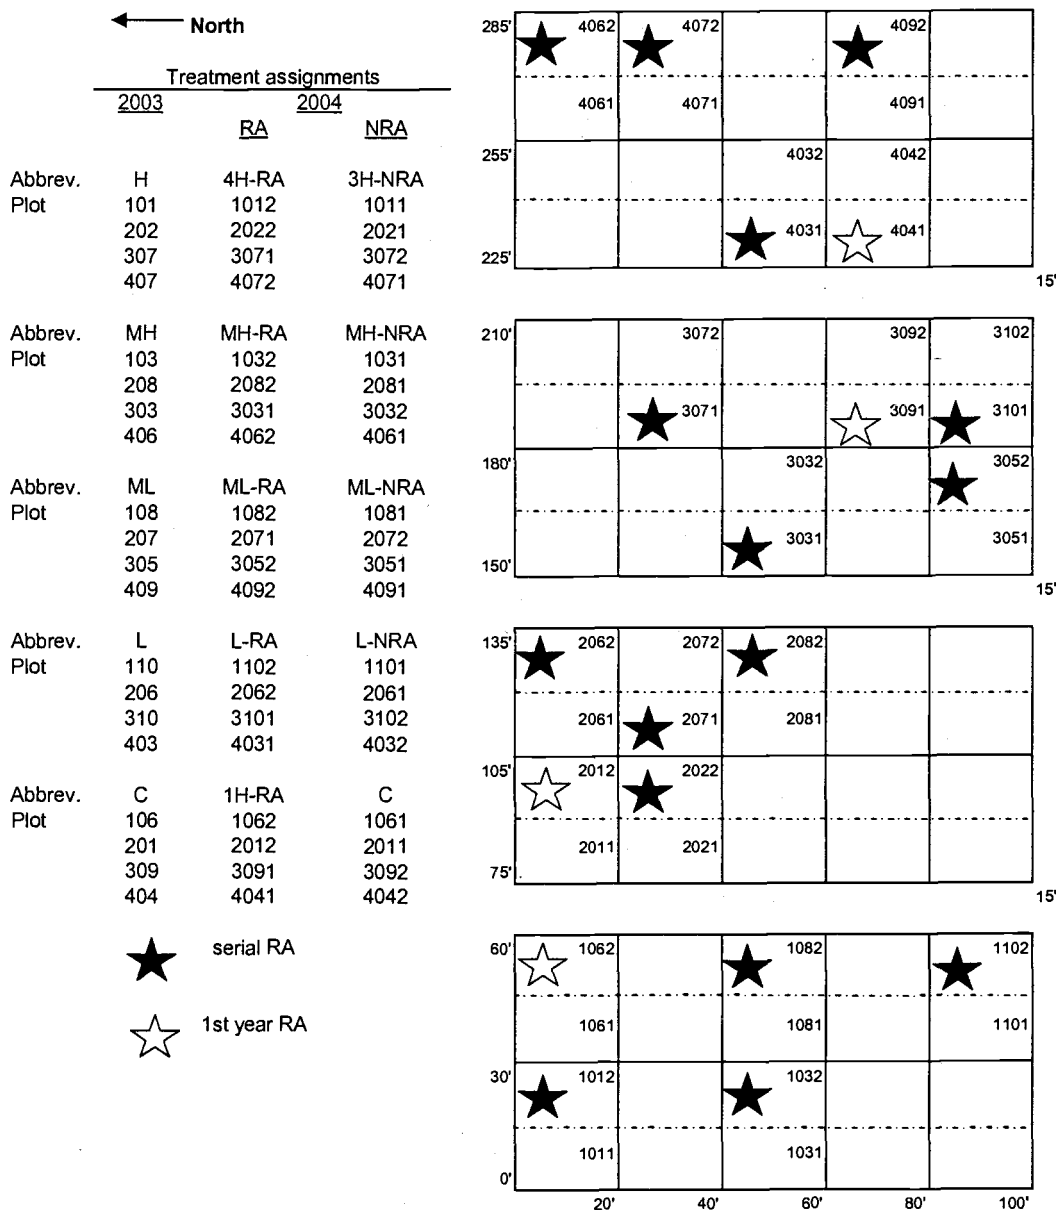 North
Treatment assignments
2003 2004
RA NRA
Abbrev. H 4H-RA 3H-NRA
Plot 101 1012 1011
202 2022 2021
307 3071 3072
407 4072 4071
Abbrev. MH MH-RA MH-NRA
Plot 103 1032 1031
208 2082 2081
303 3031 3032
406 4062 4061
Abbrev. ML ML-RA ML-NRA
Plot 108 1082 1081
207 2071 2072
305 3052 3051
409 4092 4091
Abbrev. L L-RA L-NRA
Plot 110 1102 1101
206 2062 2061
310 3101 3102
403 4031 4032
Abbrev. C 1H-RA C
Plot 106 1062 1061
201 2012 2011
309 3091 3092
404 4041 4042
serial RA
1st year RA
285' 4062 4072 4092
4061 4071 4091
255' 4032 4042
225' 4031 4041
15'
210' 3072 3092 3102
3071 3091 3101
180' 3032 3052
150' 3031 3051
15'
135' 2062 2072 2082
2061 2071 2081
105' 2012 2022
75' 2011 2021
15'
60' 1062 1082 1102
1061 1081 1101
30' 1012 1032
0' 1011 1031
20' 40' 60' 80' 100'